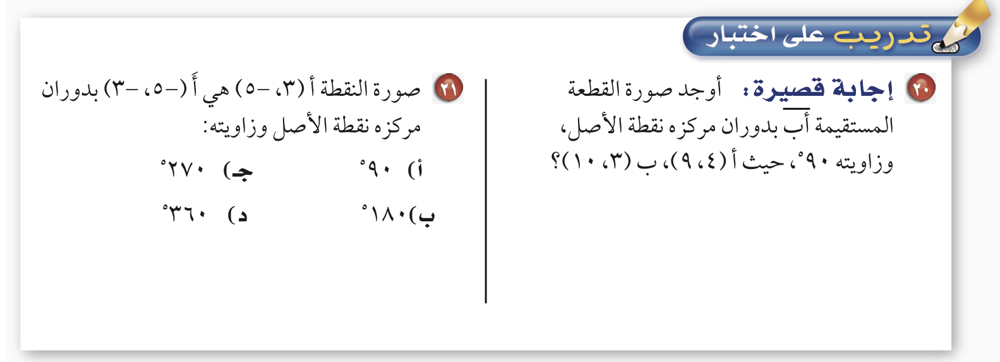 تدريب على اختبار
٢٠ إجابة قصيرة: أوجد صورة القطعة
المستقيمة أب بدوران مركزه نقطة الأصل،
وزاويته ٩٠°، حيث أ (٤، ٩)، ب (٣، ١٠)؟
٢١ صورة النقطة أ (٣، –٥) هي أَ (–٥، –٣) بدوران
مركزه نقطة الأصل وزاويته:
أ) ٩٠° جـ) ٢٧٠°
ب) ١٨٠° د) ٣٦٠°